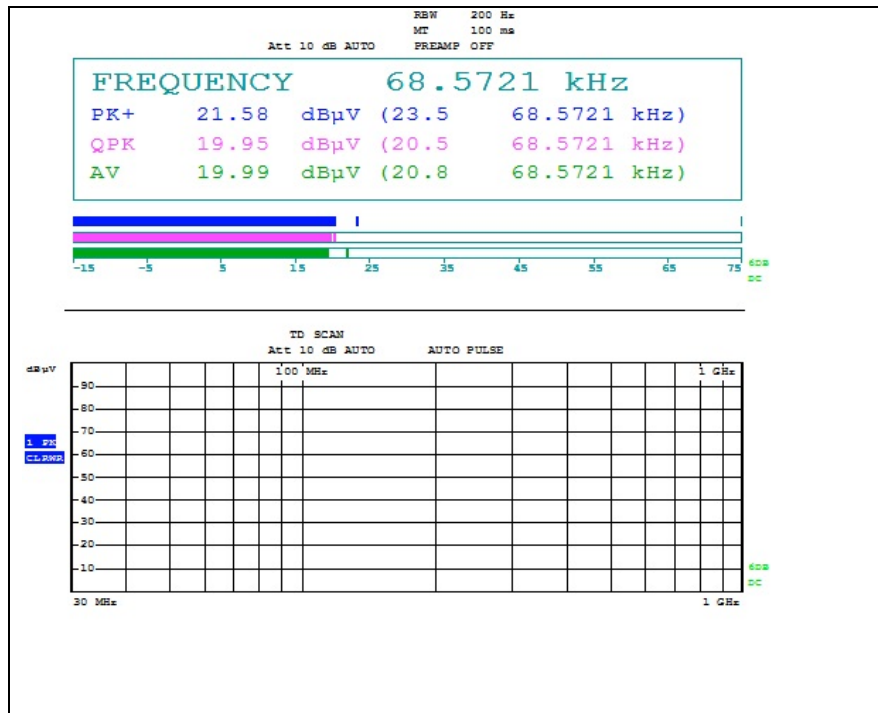 RBW 200 Hz
MT 100 ms
Att 10 dB AUTO PREAMP OFF
FREQUENCY 68.5721 kHz
PK+ 21.58 dBµV (23.5 68.5721 kHz)
QPK 19.95 dBµV (20.5 68.5721 kHz)
AV 19.99 dBµV (20.8 68.5721 kHz)
-15 -5 5 15 25 35 45 55 65 75
6DB
DC
TD SCAN
Att 10 dB AUTO AUTO PULSE
dBµV
100 MHz 1 GHz
90
80
70
1 PK
60
CLRWR
50
40
30
20
10
6DB
DC
30 MHz 1 GHz